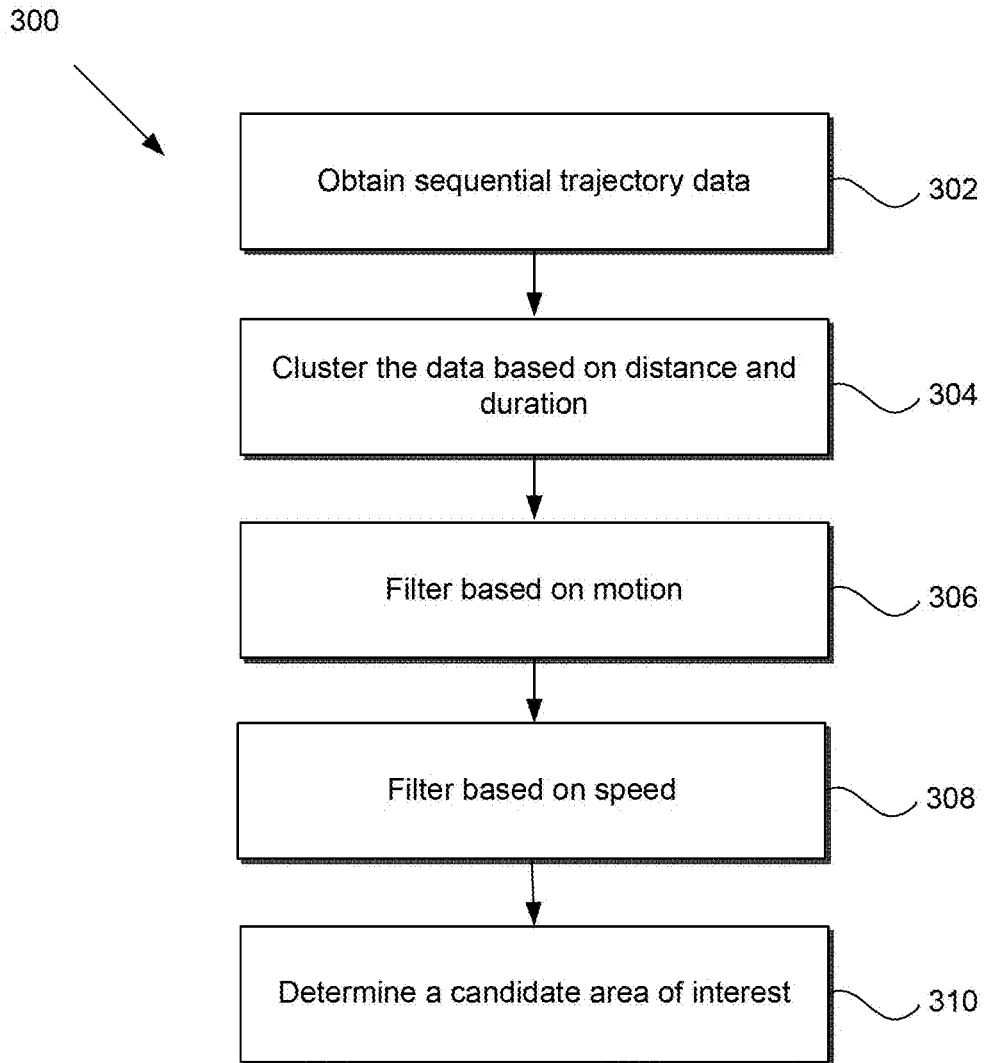 300
Obtain sequential trajectory data
302
Cluster the data based on distance and
duration
304
Filter based on motion
306
Filter based on speed
308
Determine a candidate area of interest
310